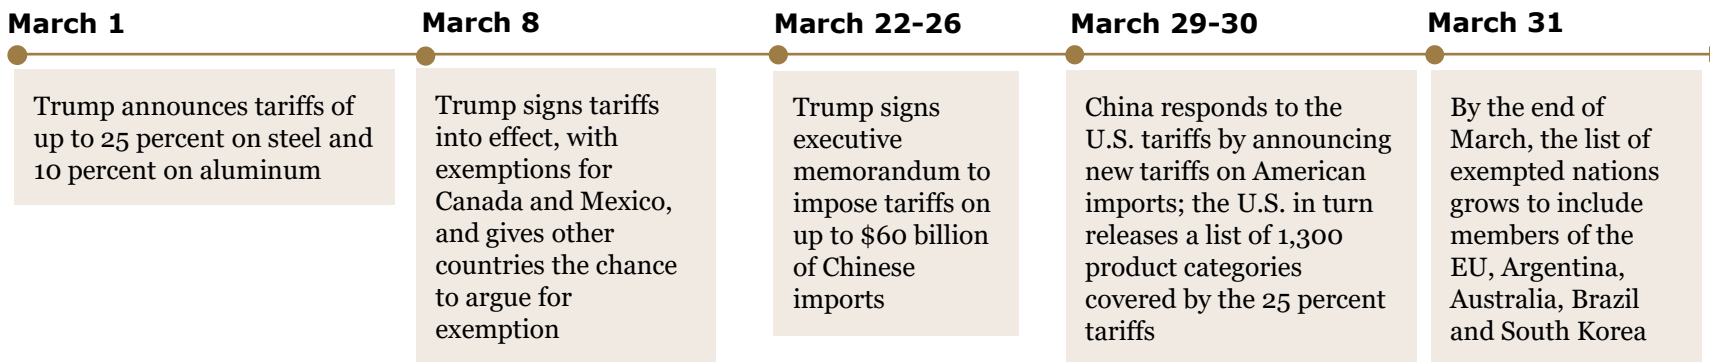 March 1
Trump announces tariffs of
up to 25 percent on steel and
10 percent on aluminum
March 8
Trump signs tariffs
into effect, with
exemptions for
Canada and Mexico,
and gives other
countries the chance
to argue for
exemption
March 22-26
Trump signs
executive
memorandum to
impose tariffs on
up to $60 billion
of Chinese
imports
March 29-30
China responds to the
U.S. tariffs by announcing
new tariffs on American
imports; the U.S. in turn
releases a list of 1,300
product categories
covered by the 25 percent
tariffs
March 31
By the end of
March, the list of
exempted nations
grows to include
members of the
EU, Argentina,
Australia, Brazil
and South Korea